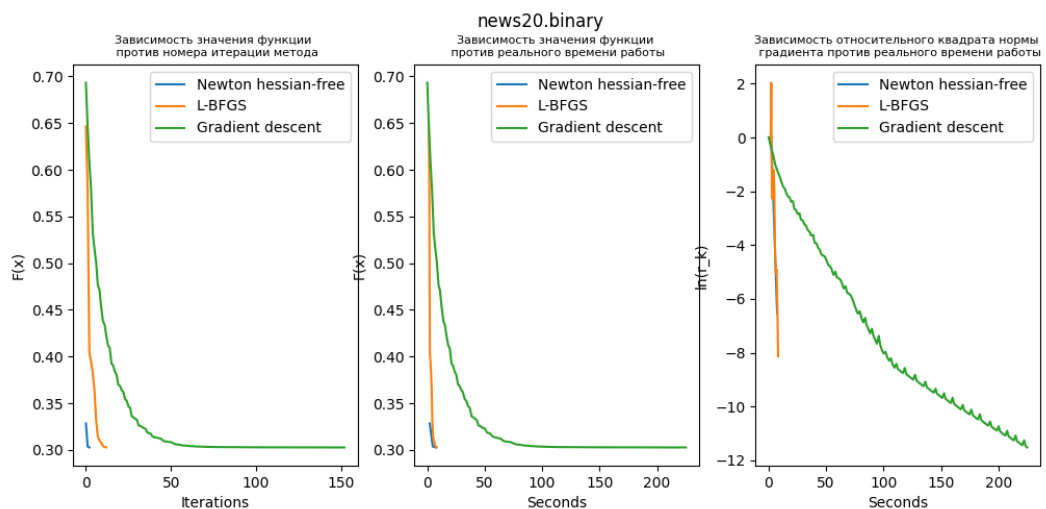 news20.binary
Зависимость значения функции
против номера итерации метода
0.70
0.65
0.60
0.55
0.50
0.45
0.40
0.35
0.30
F(x)
0
50
100
150
Iterations
Newton hessian-free
L-BFGS
Gradient descent
Зависимость значения функции
против реального времени работы
0.70
0.65
0.60
0.55
0.50
0.45
0.40
0.35
0.30
F(x)
0
50
100
150
200
Seconds
Newton hessian-free
L-BFGS
Gradient descent
Зависимость относительного квадрата нормы
градиента против реального времени работы
2
0
−2
−4
−6
−8
−10
−12
ln(r_k)
0
50
100
150
200
Seconds
Newton hessian-free
L-BFGS
Gradient descent